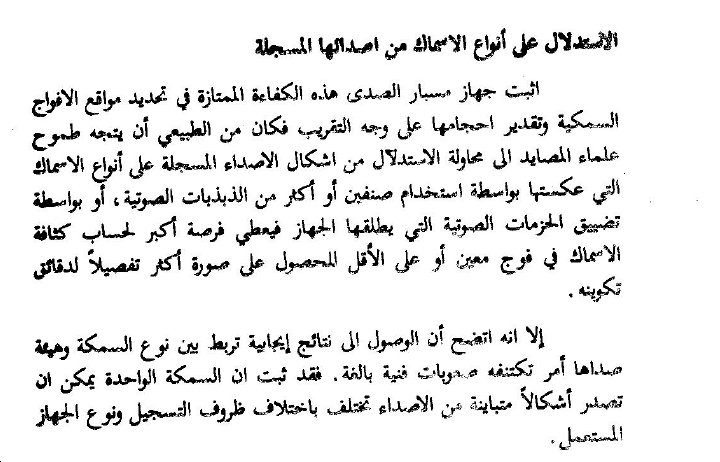 الاستدلال على أنواع الاسماك من اصدائها المسجلة
اثبت جهاز مسبار الصدى هذه الكفاءة الممتازة في تحديد مواقع الافواج
السمكية وتقدير احجامها على وجه التقريب فكان من الطبيعي أن يتجه طموح
علماء المصايد الى محاولة الاستدلال من اشكال الاصداء المسجلة على أنواع الاسماك
التي عكستها بواسطة استخدام صنفين أو أكثر من الذبذبات الصوتية، أو بواسطة
تضييق الحزمات الصوتية التي يطلقها الجهاز فيعطي فرصة أكبر لحساب كثافة
الاسماك في فوج معين أو على الأقل للحصول على صورة أكثر تفصيلاً لدقائق
تكوينه.
إلا انه اتضح أن الوصول الى نتائج إيجابية تربط بين نوع السمكة وهيئة
صداها أمر تكتنفه صعوبات فنية بالغة. فقد ثبت ان السمكة الواحدة يمكن ان
تصدر أشكالاً متباينة من الاصداء تختلف باختلاف ظروف التسجيل ونوع الجهاز
المستعمل.